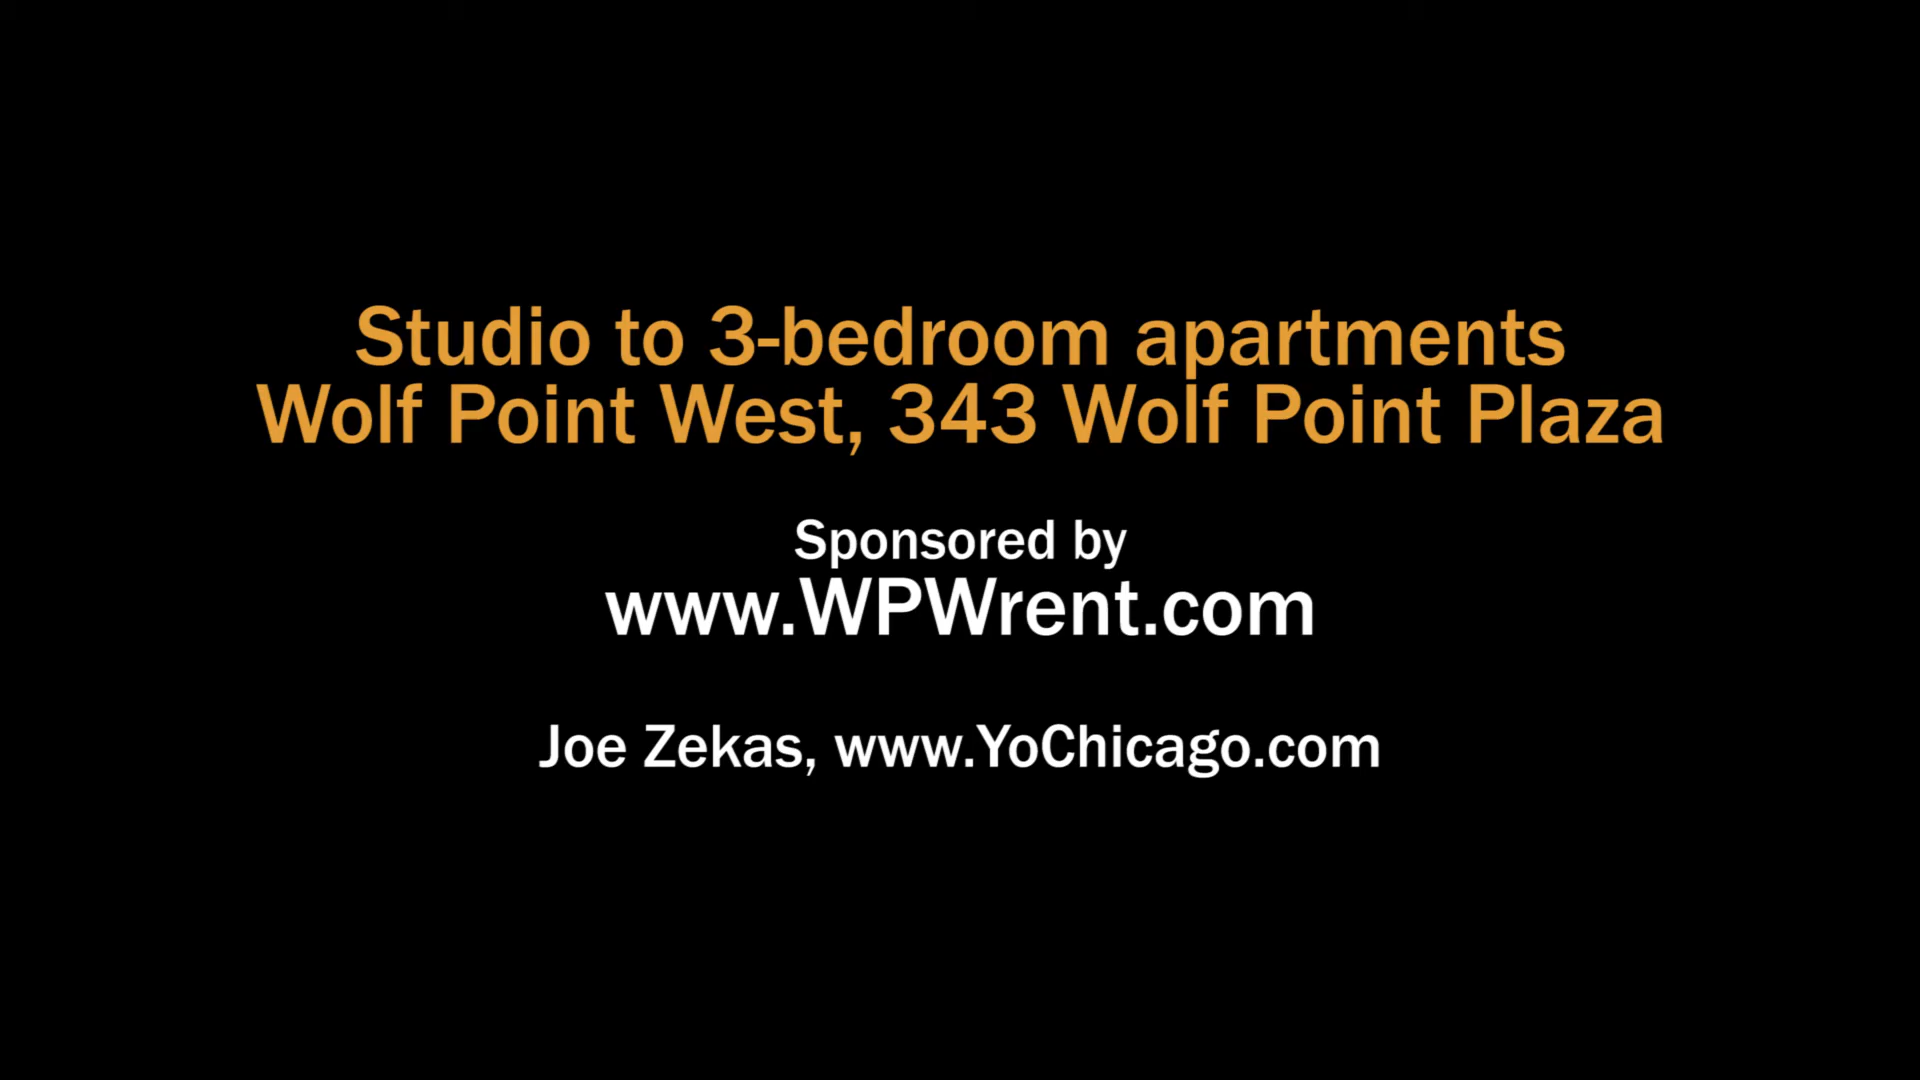 Studio to 3-bedroom apartments
Wolf Point West, 343 Wolf Point Plaza
Sponsored by
www.WPWrent.com
Joe Zekas, www.YoChicago.com